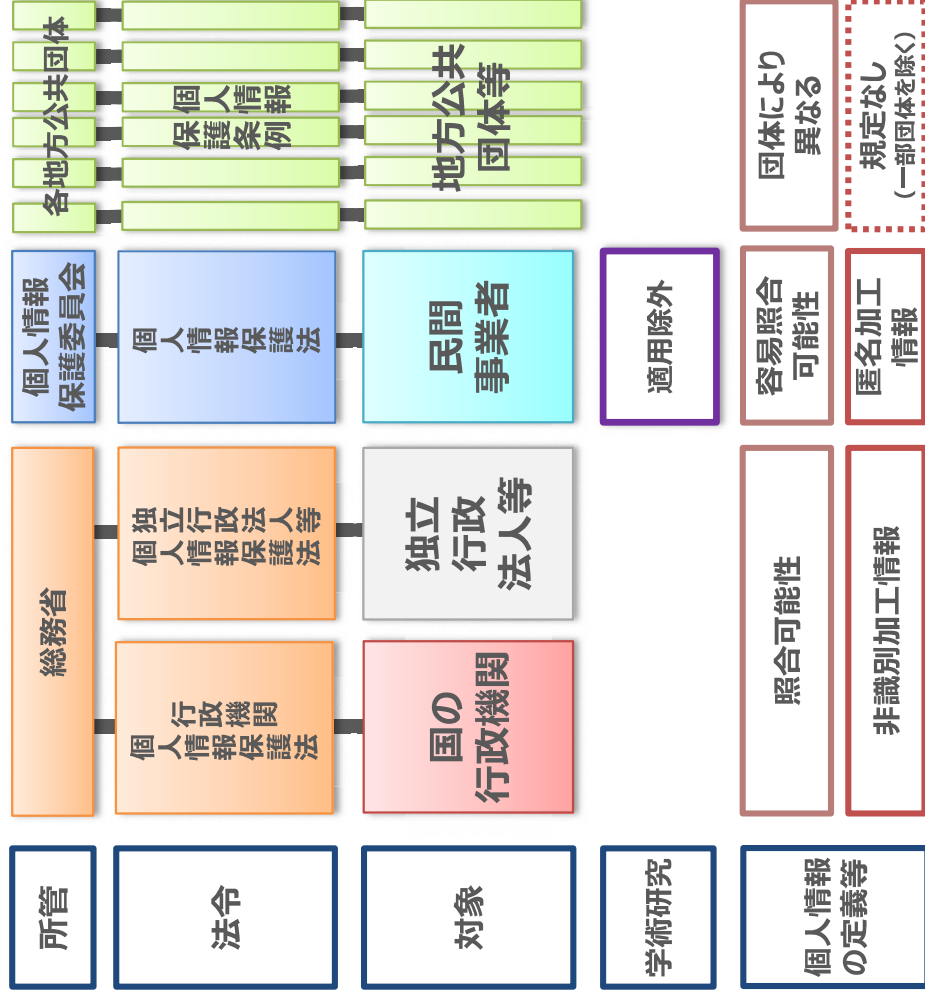 所管
総務省
個人情報
保護委員会
各地方公共団体
法令
行政機関
個人情報保護法
独立行政法人等
個人情報保護法
個人情報保護法
個人情報
保護条例
対象
国の
行政機関
独立
行政
法人等
民間
事業者
地方公共
団体等
学術研究
適用除外
個人情報
の定義等
照合可能性
容易照合
可能性
団体により
異なる
非識別加工情報
匿名加工
情報
規定なし
(一部団体を除く)